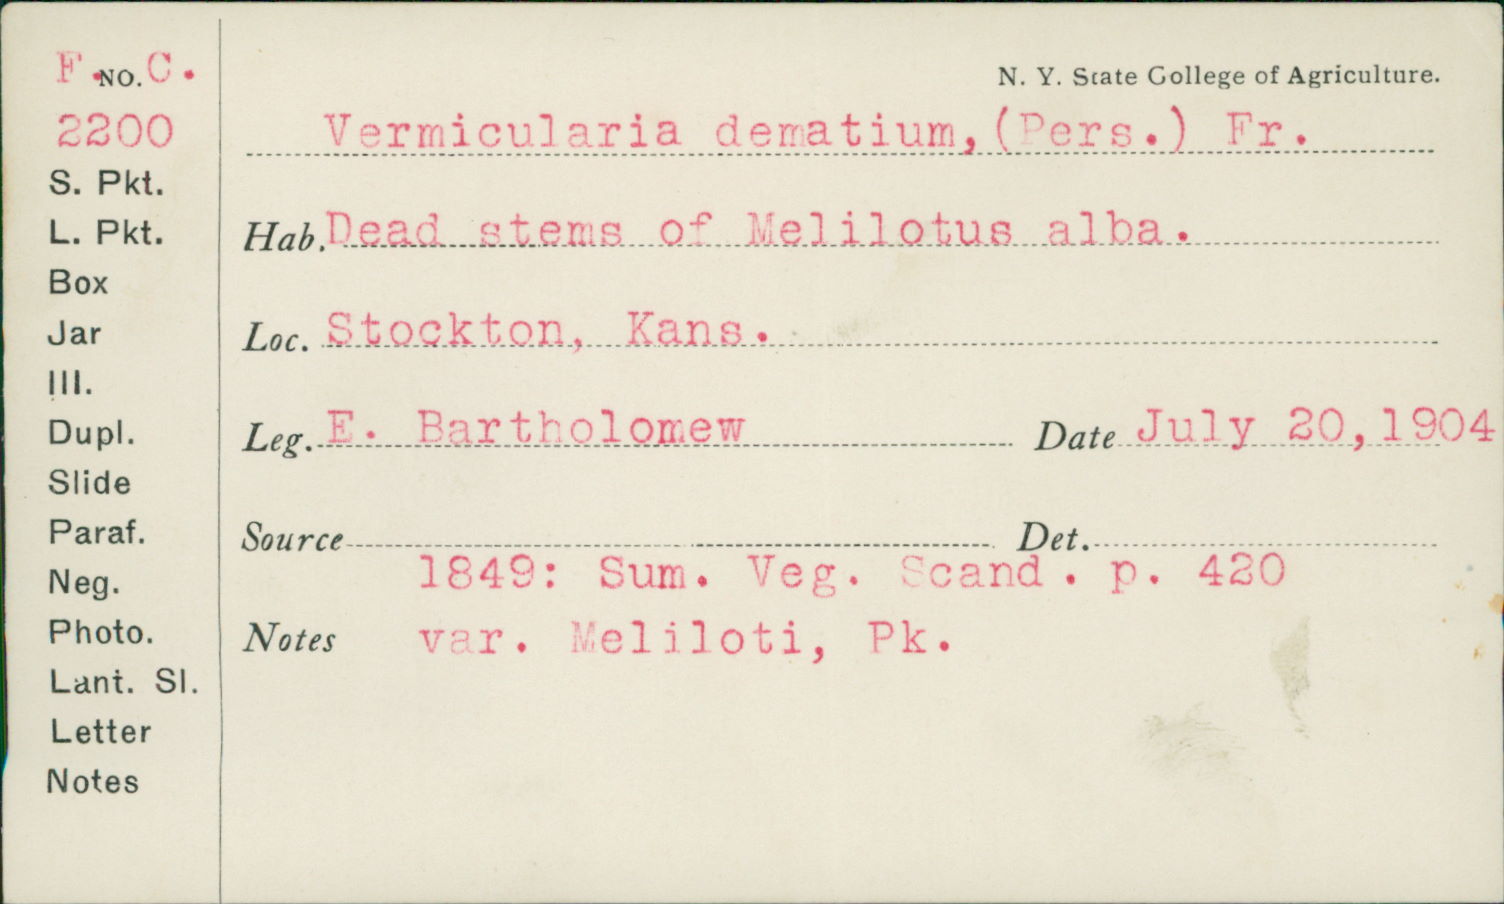 F. NO. C.
2200
S. Pkt.
L. Pkt.
Box
Jar
Ill.
Dupl.
Slide
Paraf.
Neg.
Photo.
Lant. Sl.
Letter
Notes
N. Y. State College of Agriculture.
Vermicularia dematium, (Pers.) Fr.
Hab. Dead stems of Melilotus alba.
Loc. Stockton, Kans.
Leg. E. Bartholomew Date July 20, 1904
Source Det.
1849: Sum. Veg. Scand. p. 420
Notes var. Meliloti, Pk.